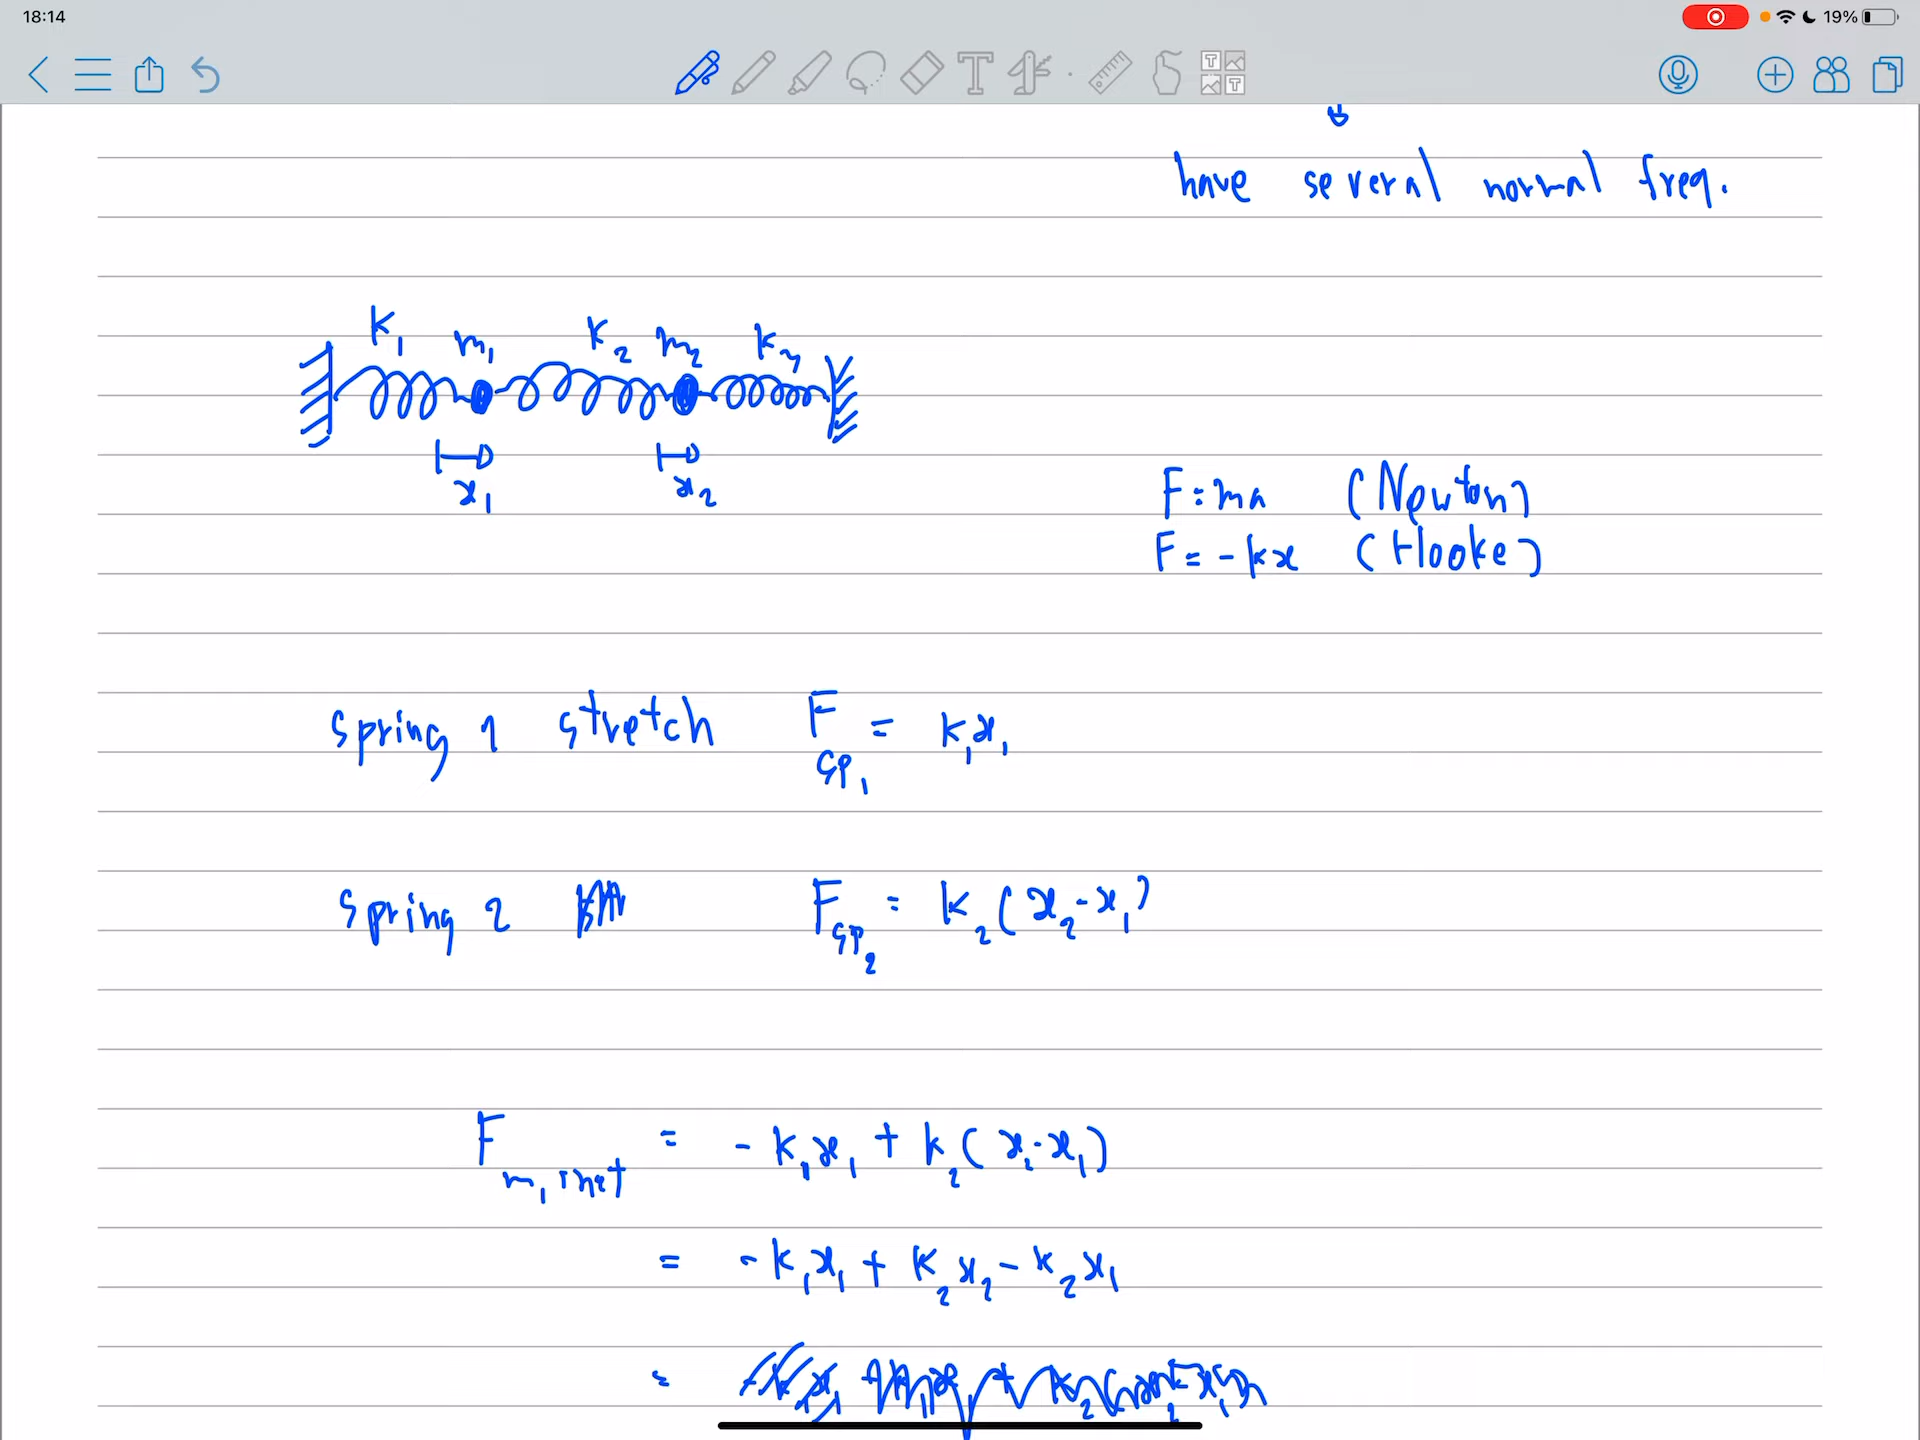 18:14
19%
have several normal freq.
K₁ m₁ K₂ m₂ K₃
x₁ x₂
F = ma (Newton)
F = -kx (Hooke)
spring 1 stretch F_sp₁ = k₁x₁
spring 2 F_sp₂ = k₂(x₂-x₁)
F_m₁,net = -k₁x₁ + k₂(x₂-x₁)
= -k₁x₁ + k₂x₂ - k₂x₁
=